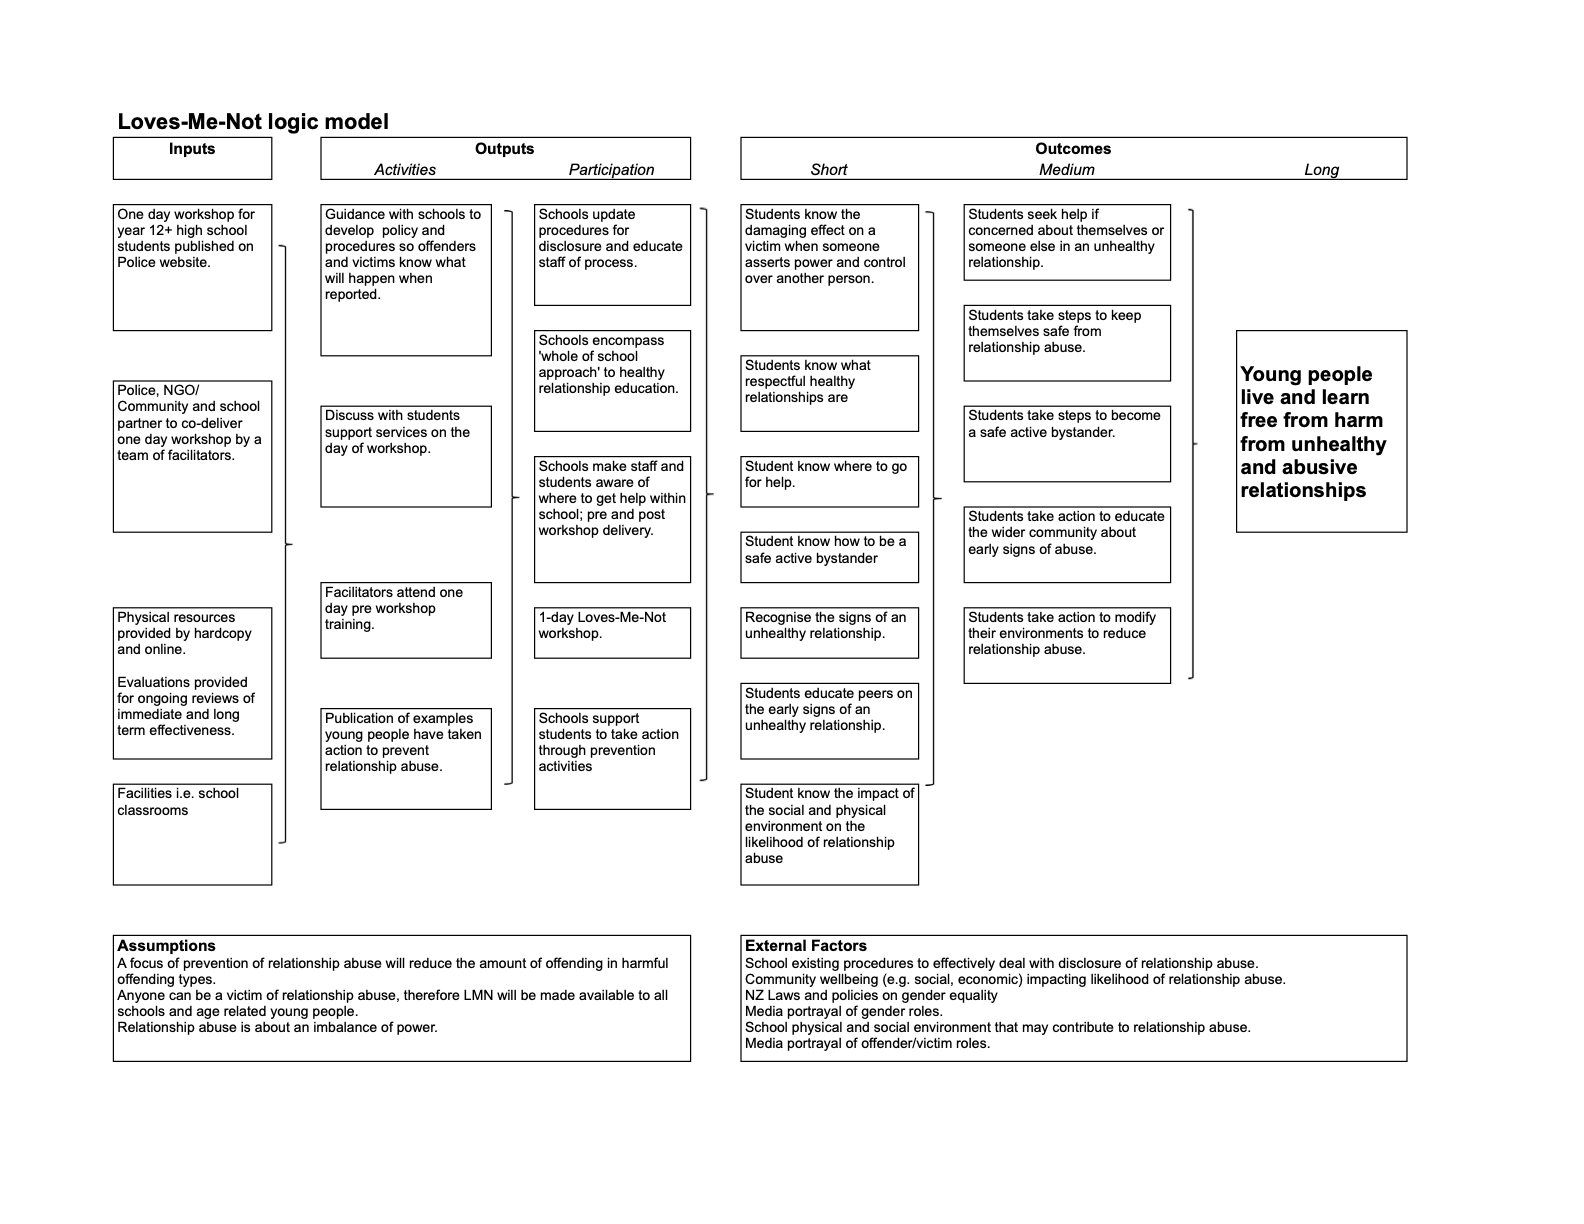 Loves-Me-Not logic model
Inputs
Outputs
Activities
Participation
Outcomes
Short
Medium
Long
One day workshop for
year 12+ high school
students published on
Police website.
Police, NGO/
Community and school
partner to co-deliver
one day workshop by a
team of facilitators.
Physical resources
provided by hardcopy
and online.
Evaluations provided
for ongoing reviews of
immediate and long
term effectiveness.
Facilities i.e. school
classrooms
Guidance with schools to
develop  policy and
procedures so offenders
and victims know what
will happen when
reported.
Discuss with students
support services on the
day of workshop.
Facilitators attend one
day pre workshop
training.
Publication of examples
young people have taken
action to prevent
relationship abuse.
Schools update
procedures for
disclosure and educate
staff of process.
Schools encompass
'whole of school
approach' to healthy
relationship education.
Schools make staff and
students aware of
where to get help within
school; pre and post
workshop delivery.
1-day Loves-Me-Not
workshop.
Schools support
students to take action
through prevention
activities
Students know the
damaging effect on a
victim when someone
asserts power and control
over another person.
Students know what
respectful healthy
relationships are
Student know where to go
for help.
Student know how to be a
safe active bystander
Recognise the signs of an
unhealthy relationship.
Students educate peers on
the early signs of an
unhealthy relationship.
Student know the impact of
the social and physical
environment on the
likelihood of relationship
abuse
Students seek help if
concerned about themselves or
someone else in an unhealthy
relationship.
Students take steps to keep
themselves safe from
relationship abuse.
Students take steps to become
a safe active bystander.
Students take action to educate
the wider community about
early signs of abuse.
Students take action to modify
their environments to reduce
relationship abuse.
Young people
live and learn
free from harm
from unhealthy
and abusive
relationships
Assumptions
A focus of prevention of relationship abuse will reduce the amount of offending in harmful
offending types.
Anyone can be a victim of relationship abuse, therefore LMN will be made available to all
schools and age related young people.
Relationship abuse is about an imbalance of power.
External Factors
School existing procedures to effectively deal with disclosure of relationship abuse.
Community wellbeing (e.g. social, economic) impacting likelihood of relationship abuse.
NZ Laws and policies on gender equality
Media portrayal of gender roles.
School physical and social environment that may contribute to relationship abuse.
Media portrayal of offender/victim roles.